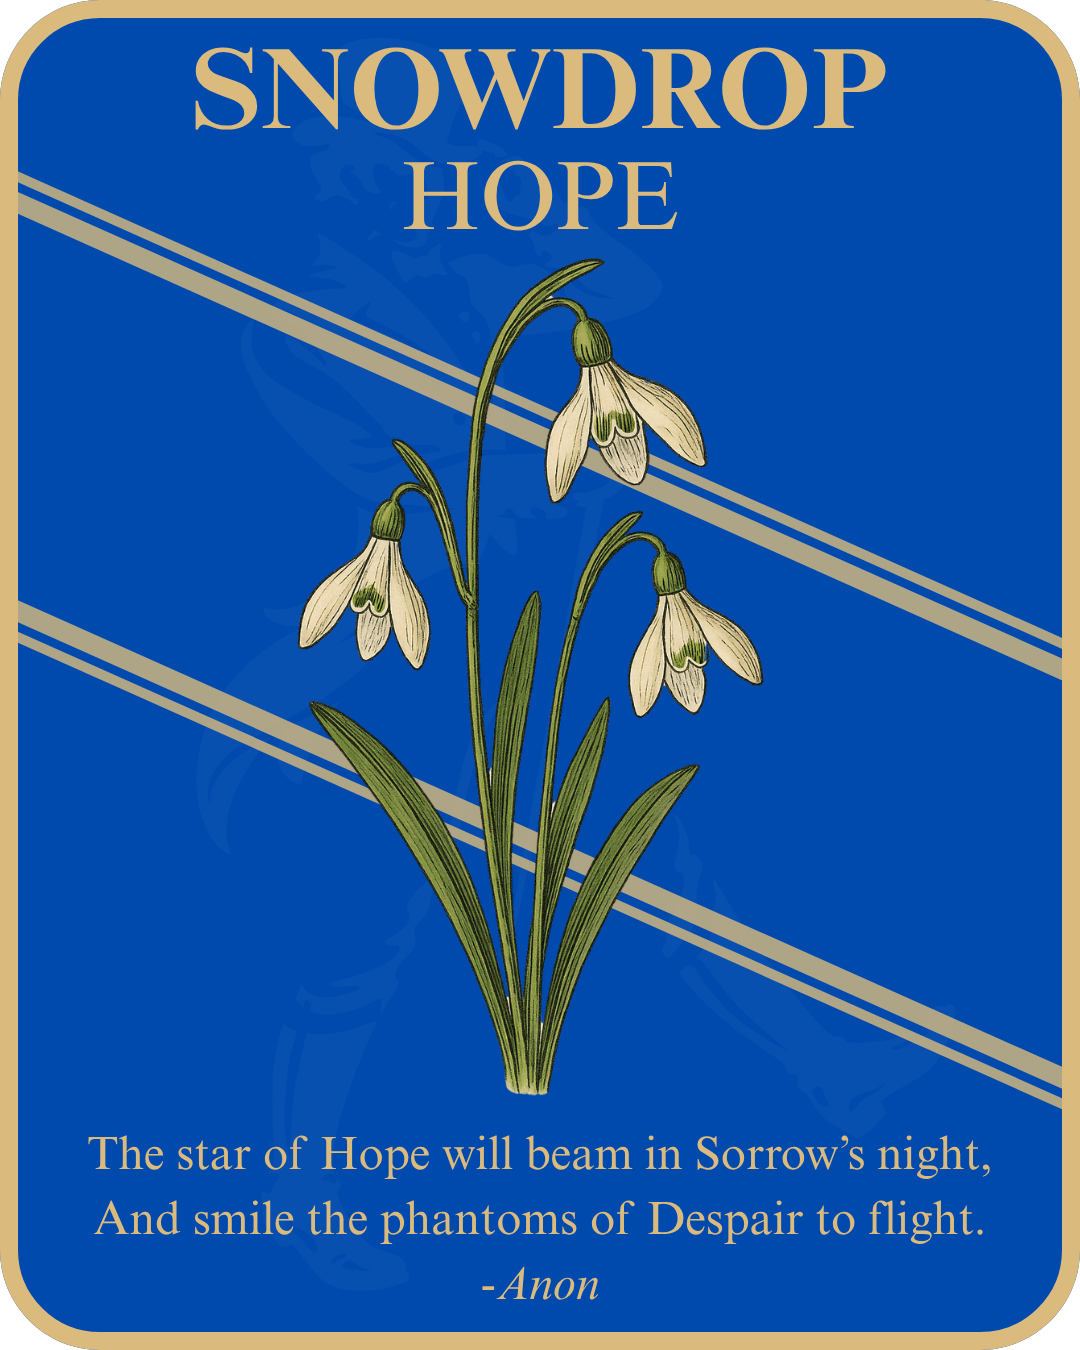 SNOWDROP
HOPE
The star of Hope will beam in Sorrow’s night,
And smile the phantoms of Despair to flight.
-Anon